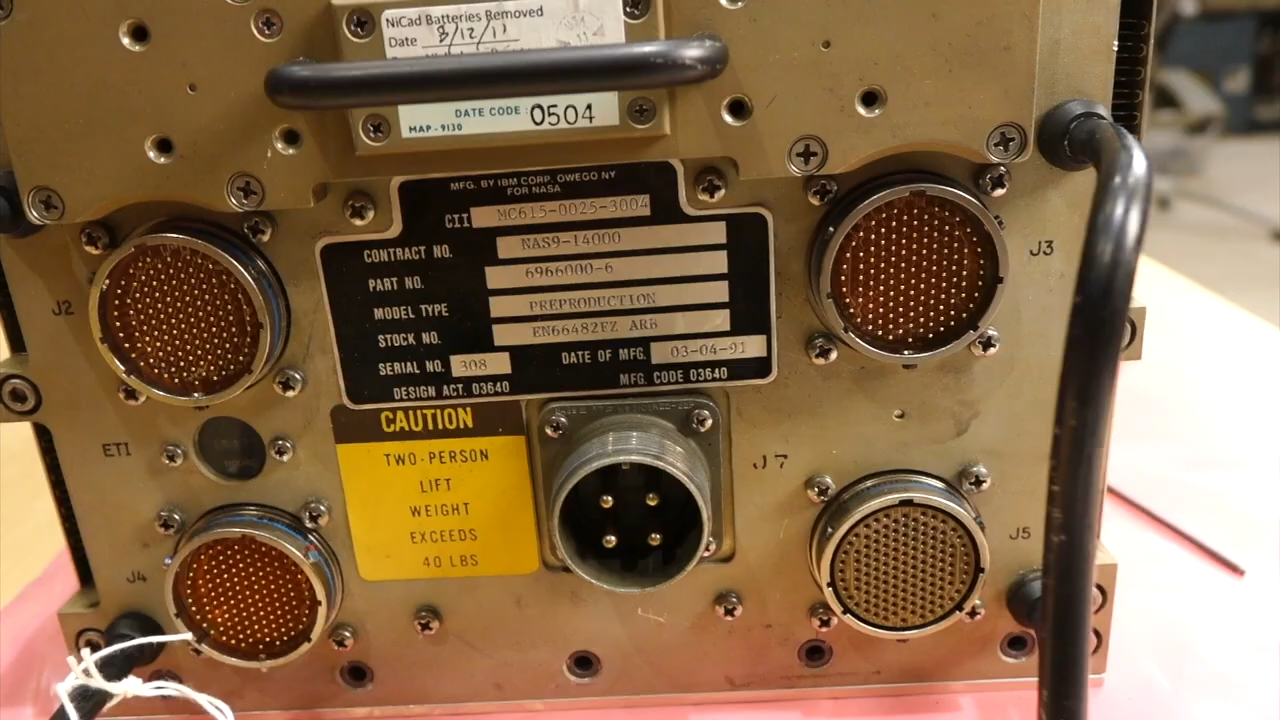 NiCad Batteries Removed
Date 8/12/11
DATE CODE: 0504
MAP-9130
MFG. BY IBM CORP. OWEGO NY
FOR NASA
CII MC615-0025-3004
CONTRACT NO. NAS9-14000
PART NO. 6966000-6
MODEL TYPE PREPRODUCTION
STOCK NO. EN66482FZ ARB
SERIAL NO. 308 DATE OF MFG. 03-04-91
DESIGN ACT. 03640 MFG. CODE 03640
J2
J3
CAUTION
TWO-PERSON
LIFT
WEIGHT
EXCEEDS
40 LBS
ETI
J7
J4
J5